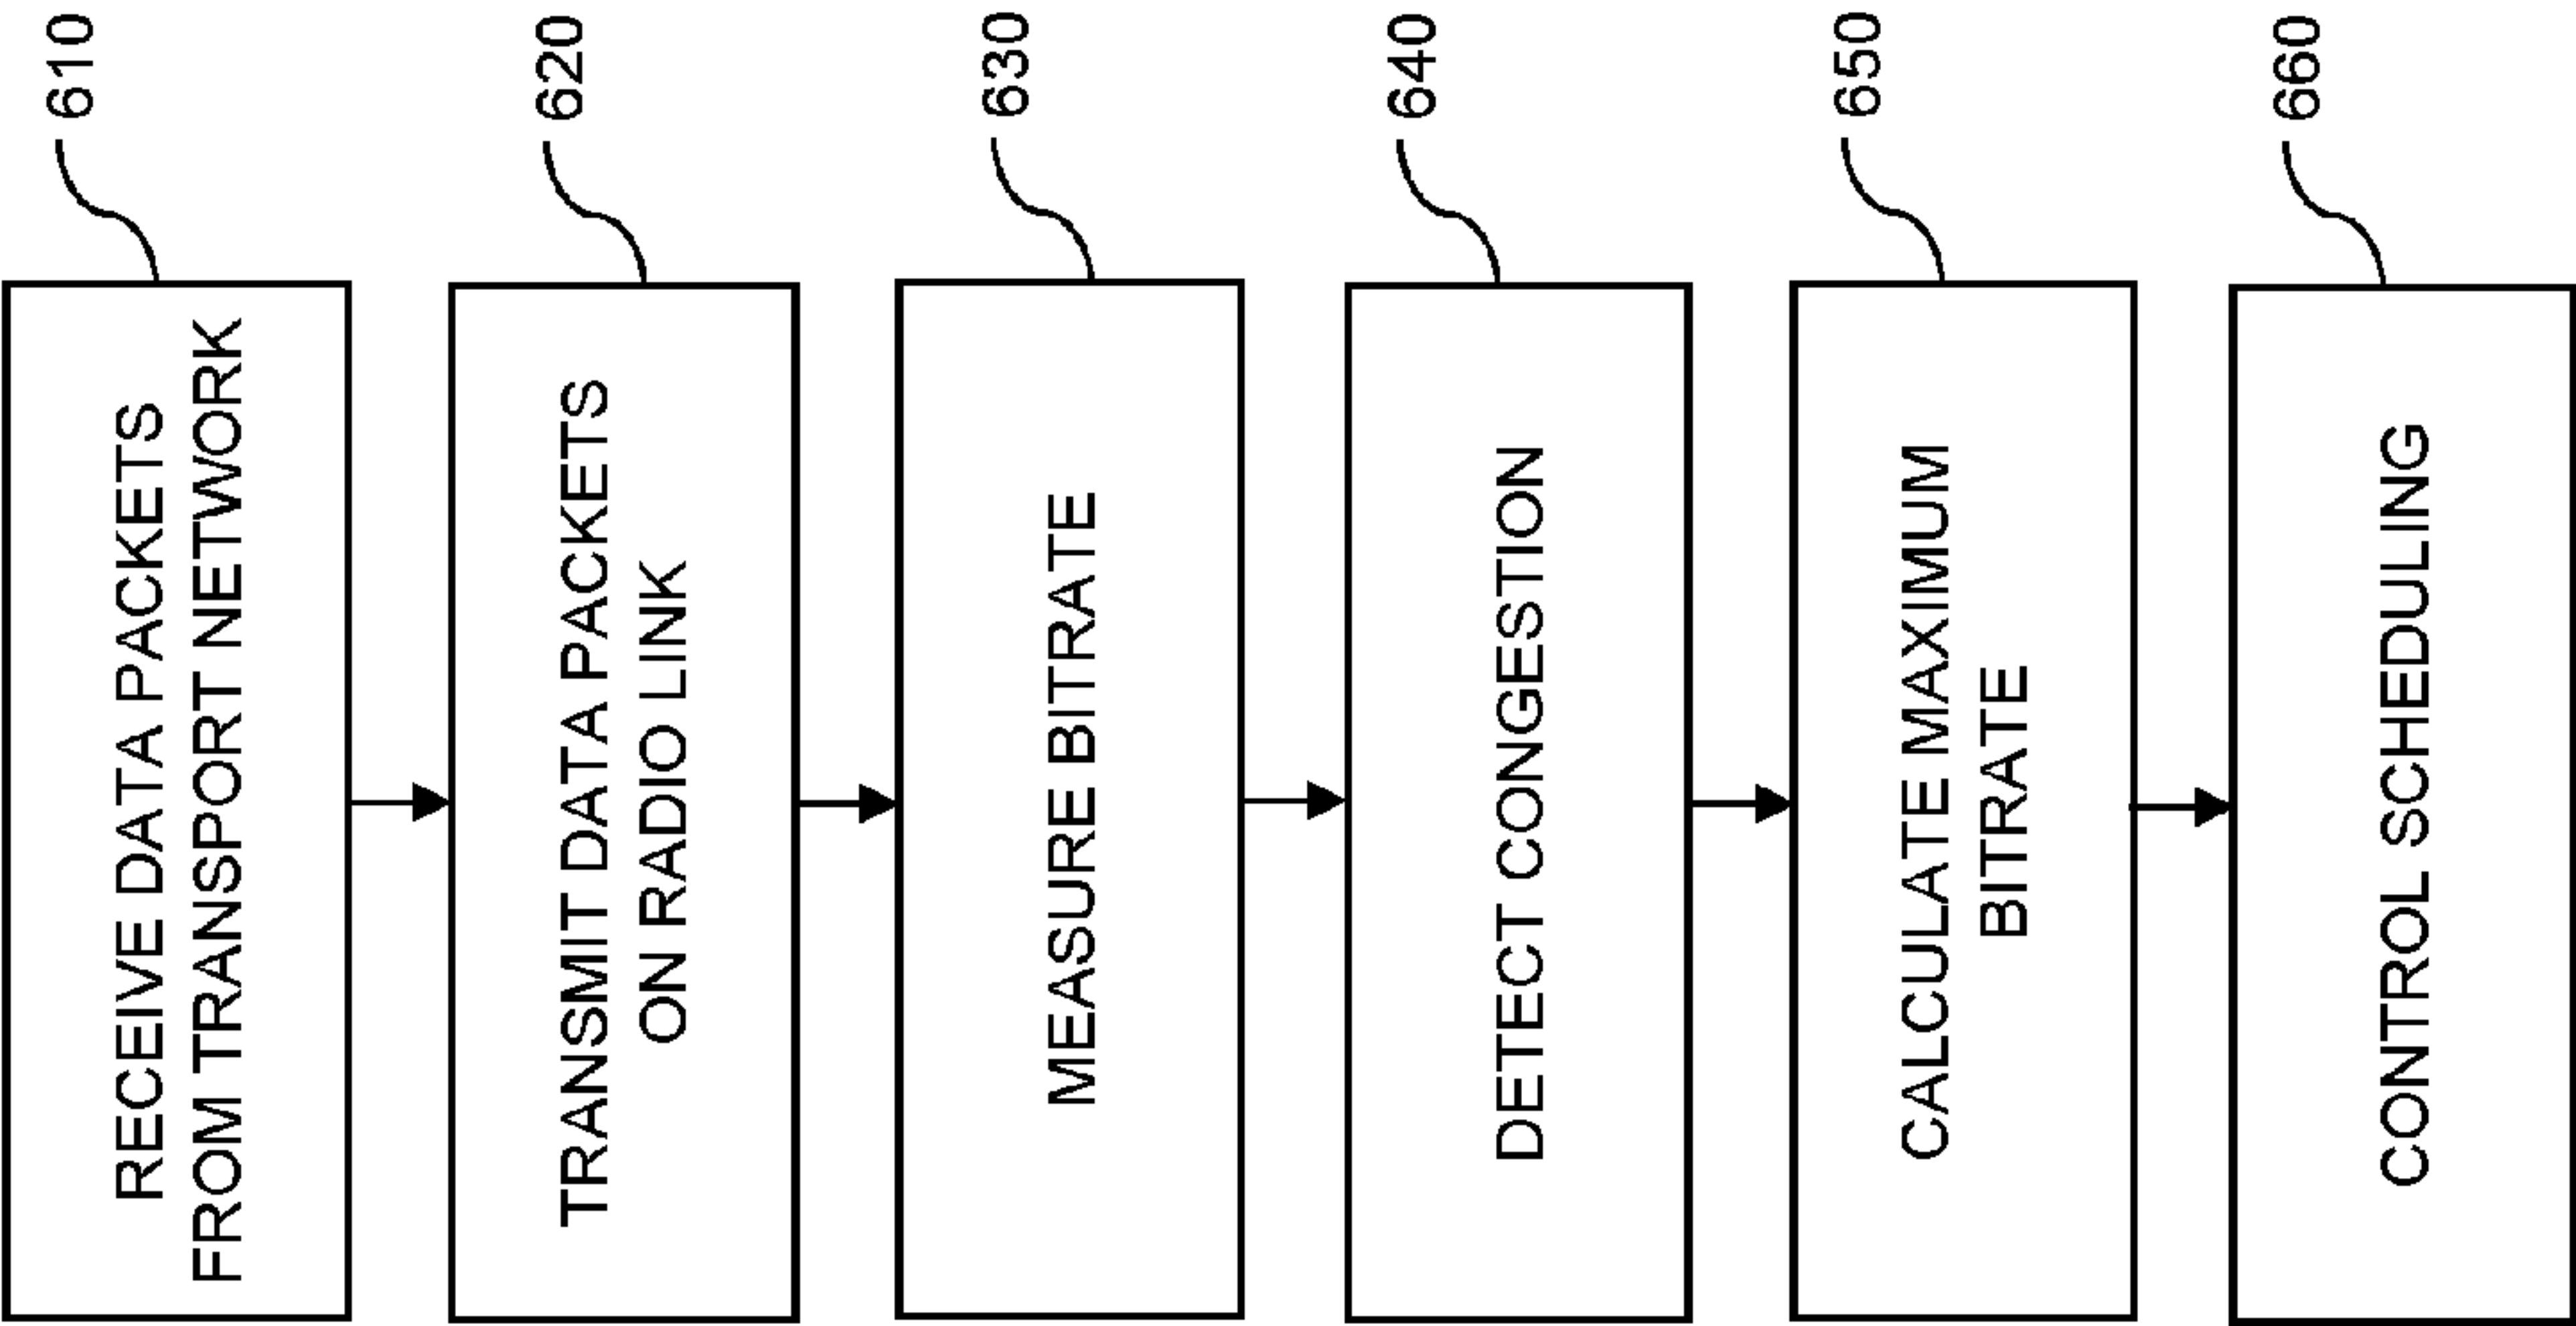 610
RECEIVE DATA PACKETS
FROM TRANSPORT NETWORK
620
TRANSMIT DATA PACKETS
ON RADIO LINK
630
MEASURE BITRATE
640
DETECT CONGESTION
650
CALCULATE MAXIMUM
BITRATE
660
CONTROL SCHEDULING